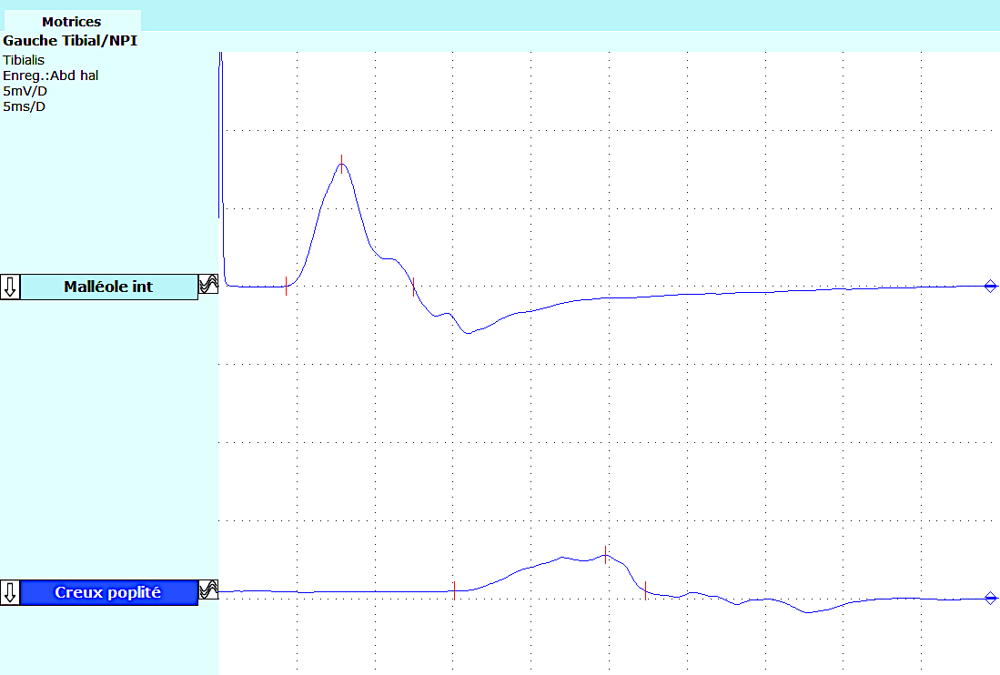 Motrices
Gauche Tibial/NPI
Tibialis
Enreg.:Abd hal
5mV/D
5ms/D
Malléole int
Creux poplité